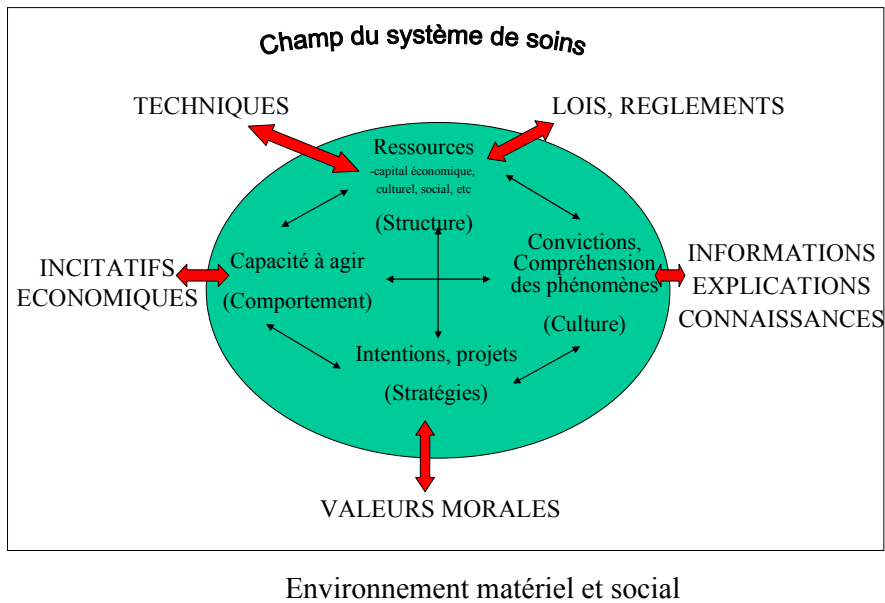 Champ du système de soins
TECHNIQUES
LOIS, REGLEMENTS
Ressources
-capital économique,
culturel, social, etc
(Structure)
Capacité à agir
(Comportement)
Convictions,
Compréhension
des phénomènes
(Culture)
INCITATIFS
ECONOMIQUES
INFORMATIONS
EXPLICATIONS
CONNAISSANCES
Intentions, projets
(Stratégies)
VALEURS MORALES
Environnement matériel et social